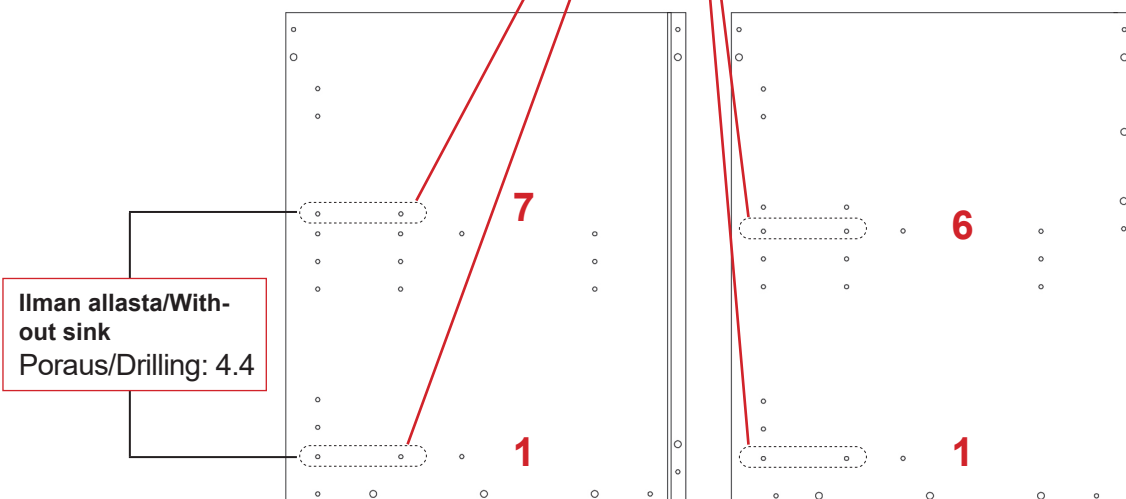 7
6
Ilman allasta/With-
out sink
Poraus/Drilling: 4.4
1
1